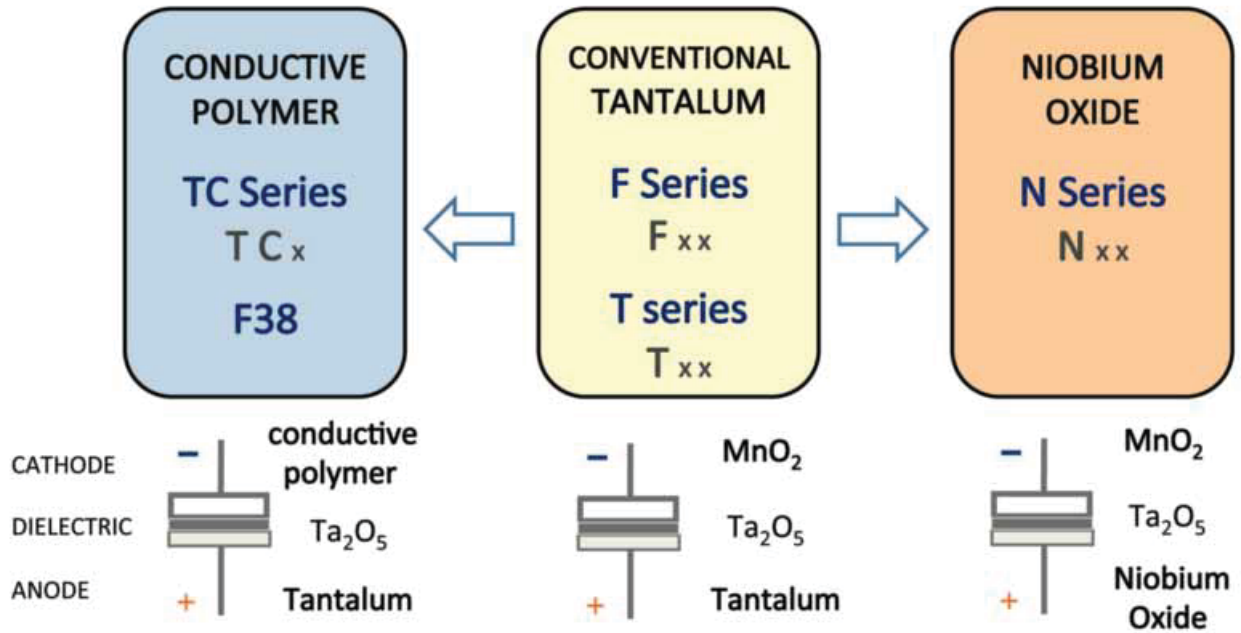 CONDUCTIVE
POLYMER
TC Series
T C x
F38
CONVENTIONAL
TANTALUM
F Series
F x x
T series
T x x
NIOBIUM
OXIDE
N Series
N x x
CATHODE
DIELECTRIC
ANODE
−
conductive
polymer
Ta₂O₅
+
Tantalum
−
MnO₂
Ta₂O₅
+
Tantalum
−
MnO₂
Ta₂O₅
+
Niobium
Oxide